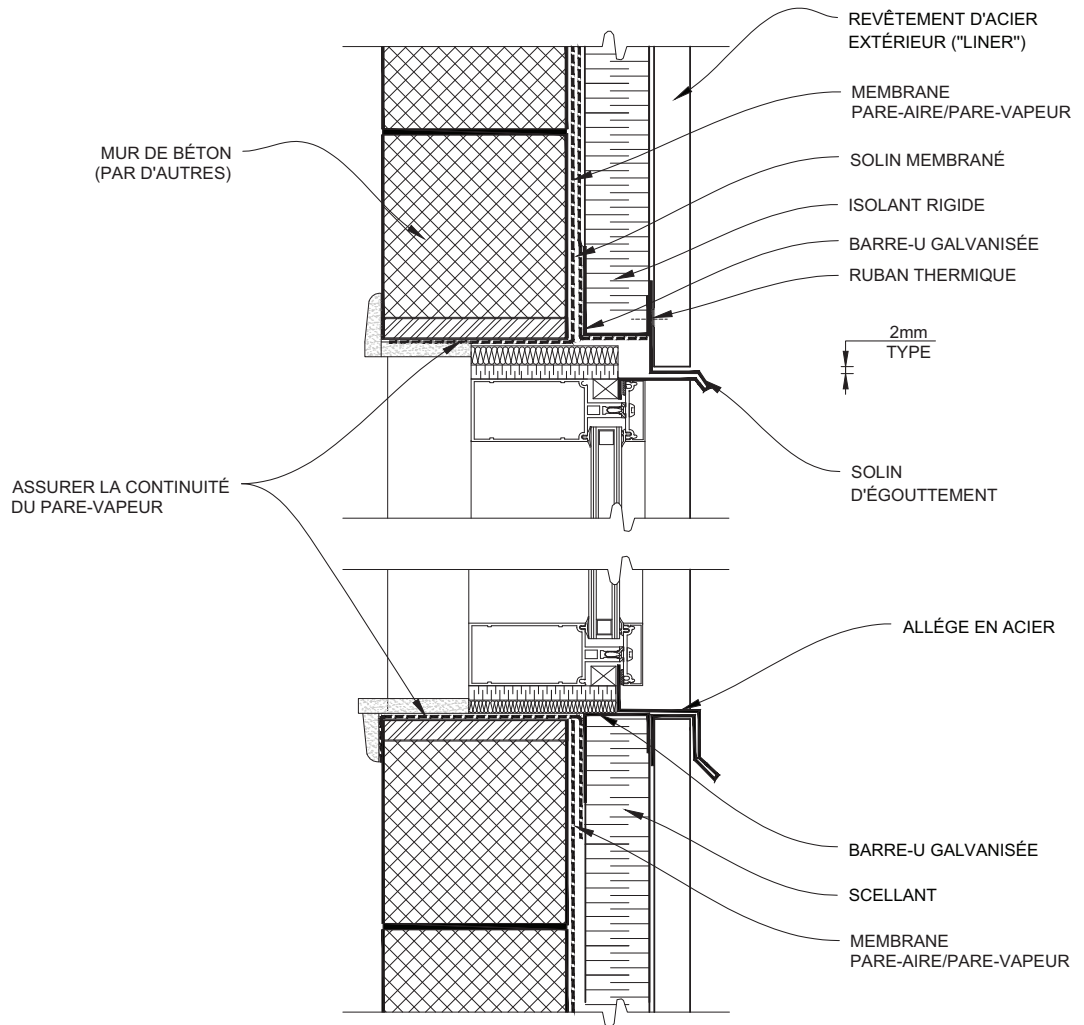 REVÊTEMENT D'ACIER
EXTÉRIEUR ("LINER")
MEMBRANE
PARE-AIRE/PARE-VAPEUR
MUR DE BÉTON
(PAR D'AUTRES)
SOLIN MEMBRANÉ
ISOLANT RIGIDE
BARRE-U GALVANISÉE
RUBAN THERMIQUE
2mm
TYPE
SOLIN
D'ÉGOUTTEMENT
ASSURER LA CONTINUITÉ
DU PARE-VAPEUR
ALLÉGE EN ACIER
BARRE-U GALVANISÉE
SCELLANT
MEMBRANE
PARE-AIRE/PARE-VAPEUR